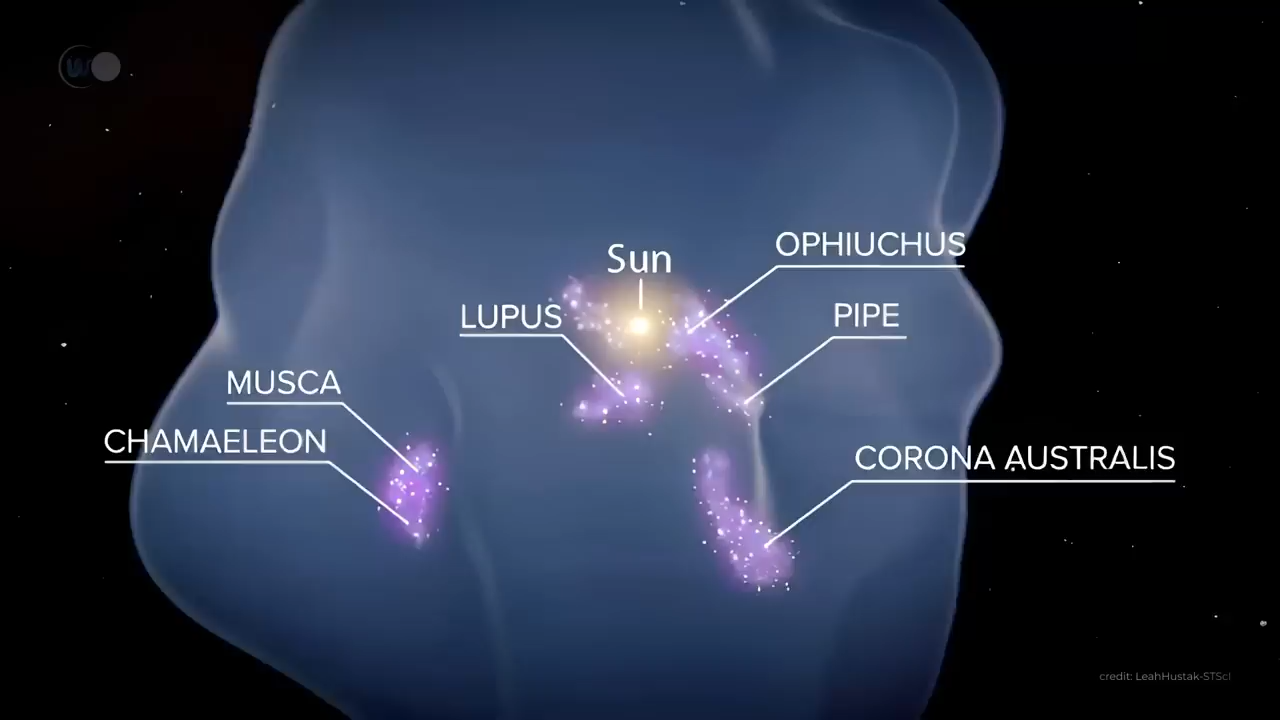 OPHIUCHUS
Sun
LUPUS
PIPE
MUSCA
CHAMAELEON
CORONA AUSTRALIS
credit: LeahHustak-STScI